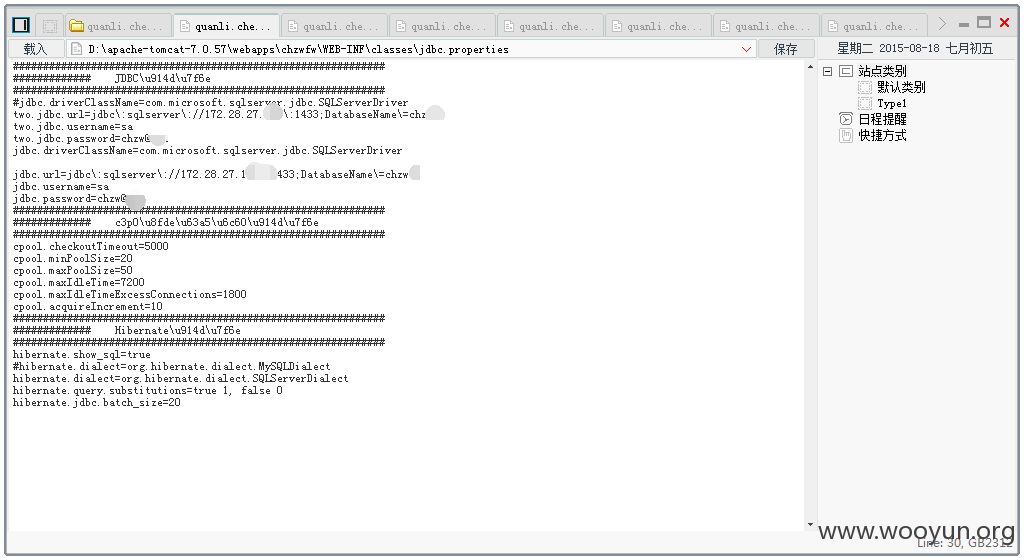 quanli.che...
quanli.che...
quanli.che...
quanli.che...
quanli.che...
quanli.che...
quanli.che...
quanli.che...
载入
D:\apache-tomcat-7.0.57\webapps\chzwfw\WEB-INF\classes\jdbc.properties
保存
星期二 2015-08-18 七月初五
##############################################################
############# JDBC\u914d\u7f6e
##############################################################
#jdbc.driverClassName=com.microsoft.sqlserver.jdbc.SQLServerDriver
two.jdbc.url=jdbc\:sqlserver\://172.28.27. \:1433;DatabaseName\=chz
two.jdbc.username=sa
two.jdbc.password=chzw@
jdbc.driverClassName=com.microsoft.sqlserver.jdbc.SQLServerDriver
jdbc.url=jdbc\:sqlserver\://172.28.27.1 433;DatabaseName\=chzw
jdbc.username=sa
jdbc.password=chzw@
##############################################################
############# c3p0\u8fde\u63a5\u6c60\u914d\u7f6e
##############################################################
cpool.checkoutTimeout=5000
cpool.minPoolSize=20
cpool.maxPoolSize=50
cpool.maxIdleTime=7200
cpool.maxIdleTimeExcessConnections=1800
cpool.acquireIncrement=10
##############################################################
############# Hibernate\u914d\u7f6e
##############################################################
hibernate.show_sql=true
#hibernate.dialect=org.hibernate.dialect.MySQLDialect
hibernate.dialect=org.hibernate.dialect.SQLServerDialect
hibernate.query.substitutions=true 1, false 0
hibernate.jdbc.batch_size=20
站点类别
默认类别
Type1
日程提醒
快捷方式
www.wooyun.org
Line: 30, GB2312